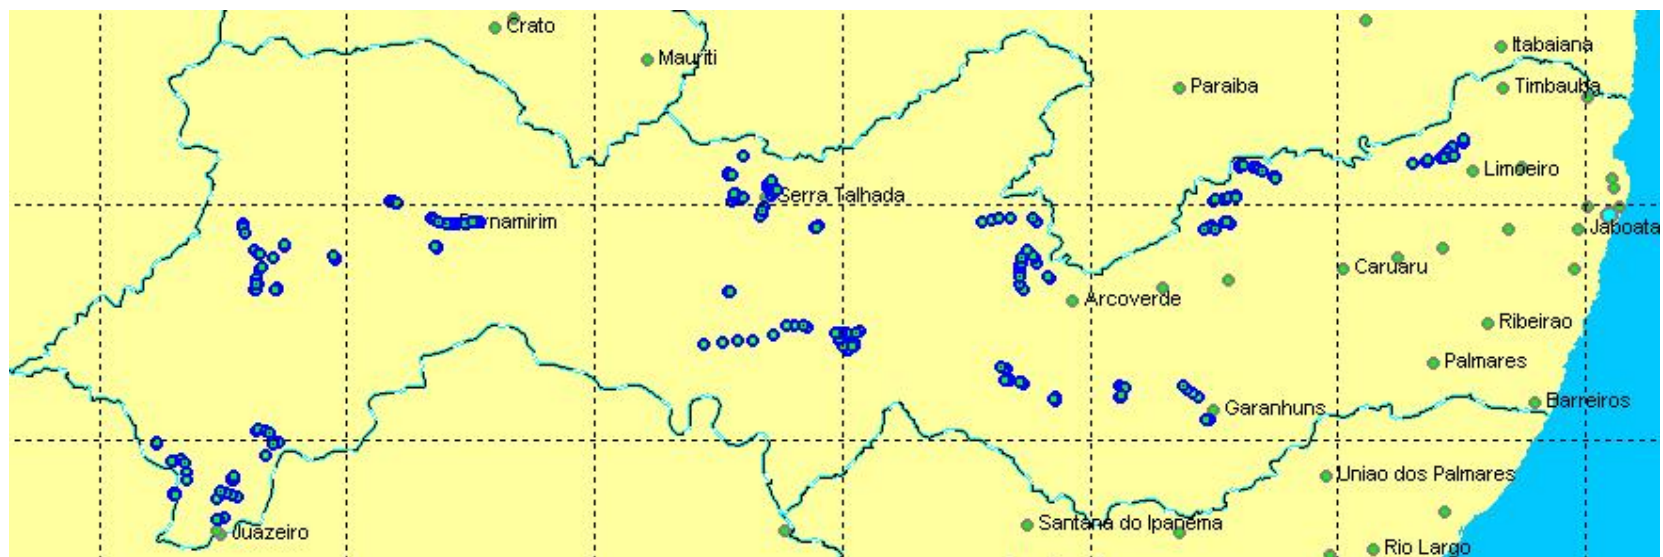 Crato
Itabaiana
Mauriti
Paraiba
Timbauba
Limoeiro
Serra Talhada
Jaboata
Caruaru
Arcoverde
Ribeirao
Palmares
Barreiros
Garanhuns
Uniao dos Palmares
Santana do Ipanema
Juazeiro
Rio Largo